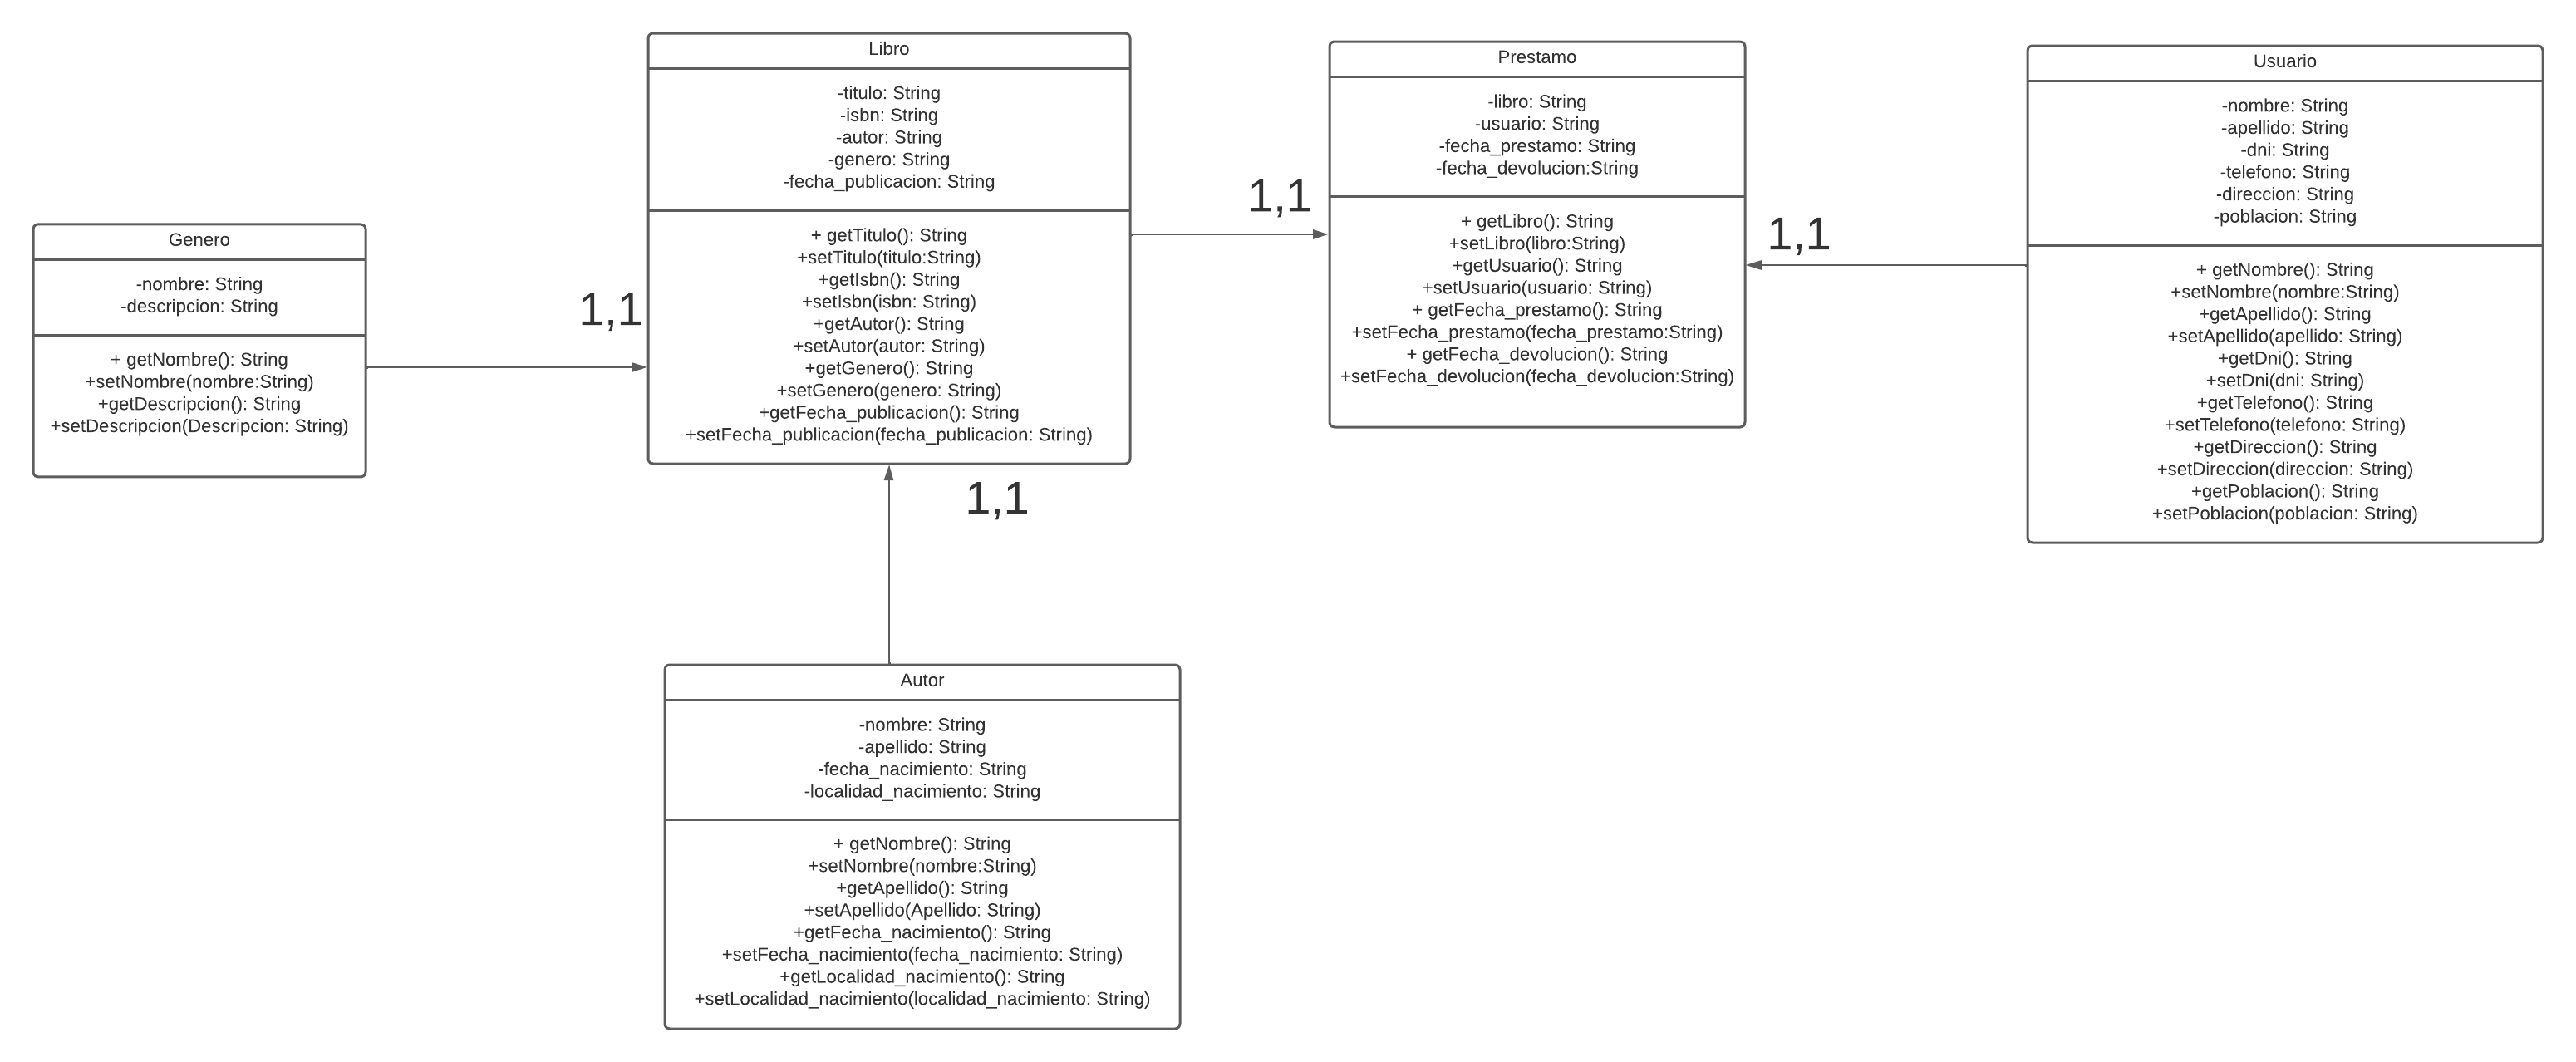 Libro
-titulo: String
-isbn: String
-autor: String
-genero: String
-fecha_publicacion: String
+ getTitulo(): String
+setTitulo(titulo:String)
+getIsbn(): String
+setIsbn(isbn: String)
+getAutor(): String
+setAutor(autor: String)
+getGenero(): String
+setGenero(genero: String)
+getFecha_publicacion(): String
+setFecha_publicacion(fecha_publicacion: String)
1,1
Prestamo
-libro: String
-usuario: String
-fecha_prestamo: String
-fecha_devolucion:String
+ getLibro(): String
+setLibro(libro:String)
+getUsuario(): String
+setUsuario(usuario: String)
+ getFecha_prestamo(): String
+setFecha_prestamo(fecha_prestamo:String)
+ getFecha_devolucion(): String
+setFecha_devolucion(fecha_devolucion:String)
1,1
Usuario
-nombre: String
-apellido: String
-dni: String
-telefono: String
-direccion: String
-poblacion: String
+ getNombre(): String
+setNombre(nombre:String)
+getApellido(): String
+setApellido(apellido: String)
+getDni(): String
+setDni(dni: String)
+getTelefono(): String
+setTelefono(telefono: String)
+getDireccion(): String
+setDireccion(direccion: String)
+getPoblacion(): String
+setPoblacion(poblacion: String)
Genero
-nombre: String
-descripcion: String
+ getNombre(): String
+setNombre(nombre:String)
+getDescripcion(): String
+setDescripcion(Descripcion: String)
1,1
1,1
Autor
-nombre: String
-apellido: String
-fecha_nacimiento: String
-localidad_nacimiento: String
+ getNombre(): String
+setNombre(nombre:String)
+getApellido(): String
+setApellido(Apellido: String)
+getFecha_nacimiento(): String
+setFecha_nacimiento(fecha_nacimiento: String)
+getLocalidad_nacimiento(): String
+setLocalidad_nacimiento(localidad_nacimiento: String)